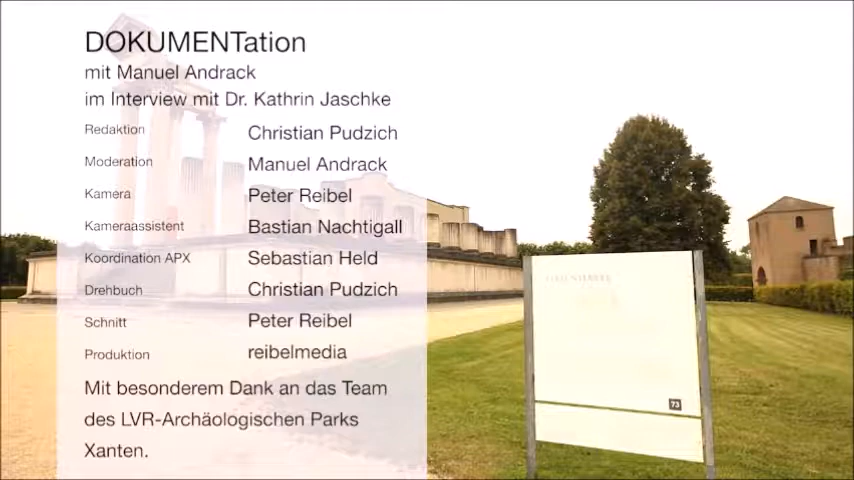 DOKUMENTation
mit Manuel Andrack
im Interview mit Dr. Kathrin Jaschke
Redaktion Christian Pudzich
Moderation Manuel Andrack
Kamera Peter Reibel
Kameraassistent Bastian Nachtigall
Koordination APX Sebastian Held
Drehbuch Christian Pudzich
Schnitt Peter Reibel
Produktion reibelmedia
Mit besonderem Dank an das Team
des LVR-Archäologischen Parks
Xanten.
73